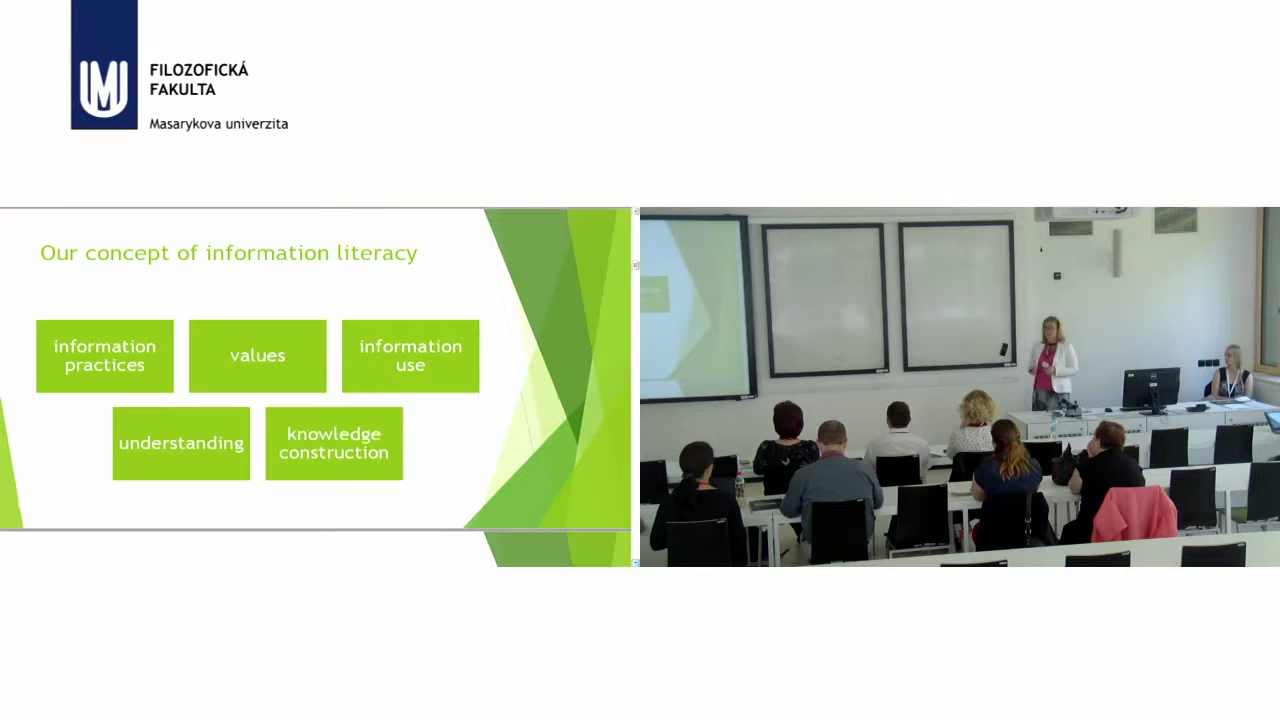 FILOZOFICKÁ
FAKULTA
Masarykova univerzita
Our concept of information literacy
information
practices
values
information
use
understanding
knowledge
construction